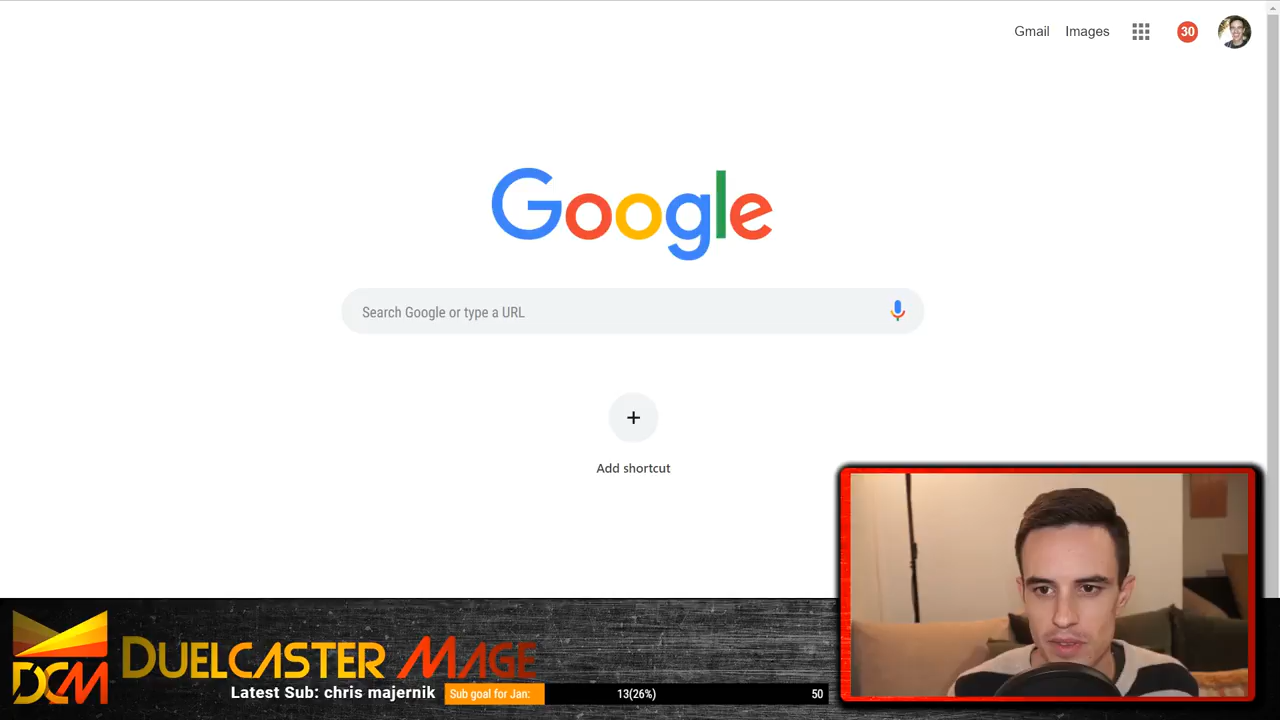 Gmail Images 30
Google
Search Google or type a URL
Add shortcut
DCM
DUELCASTER MAGE
Latest Sub: chris majernik
Sub goal for Jan: 13(26%) 50